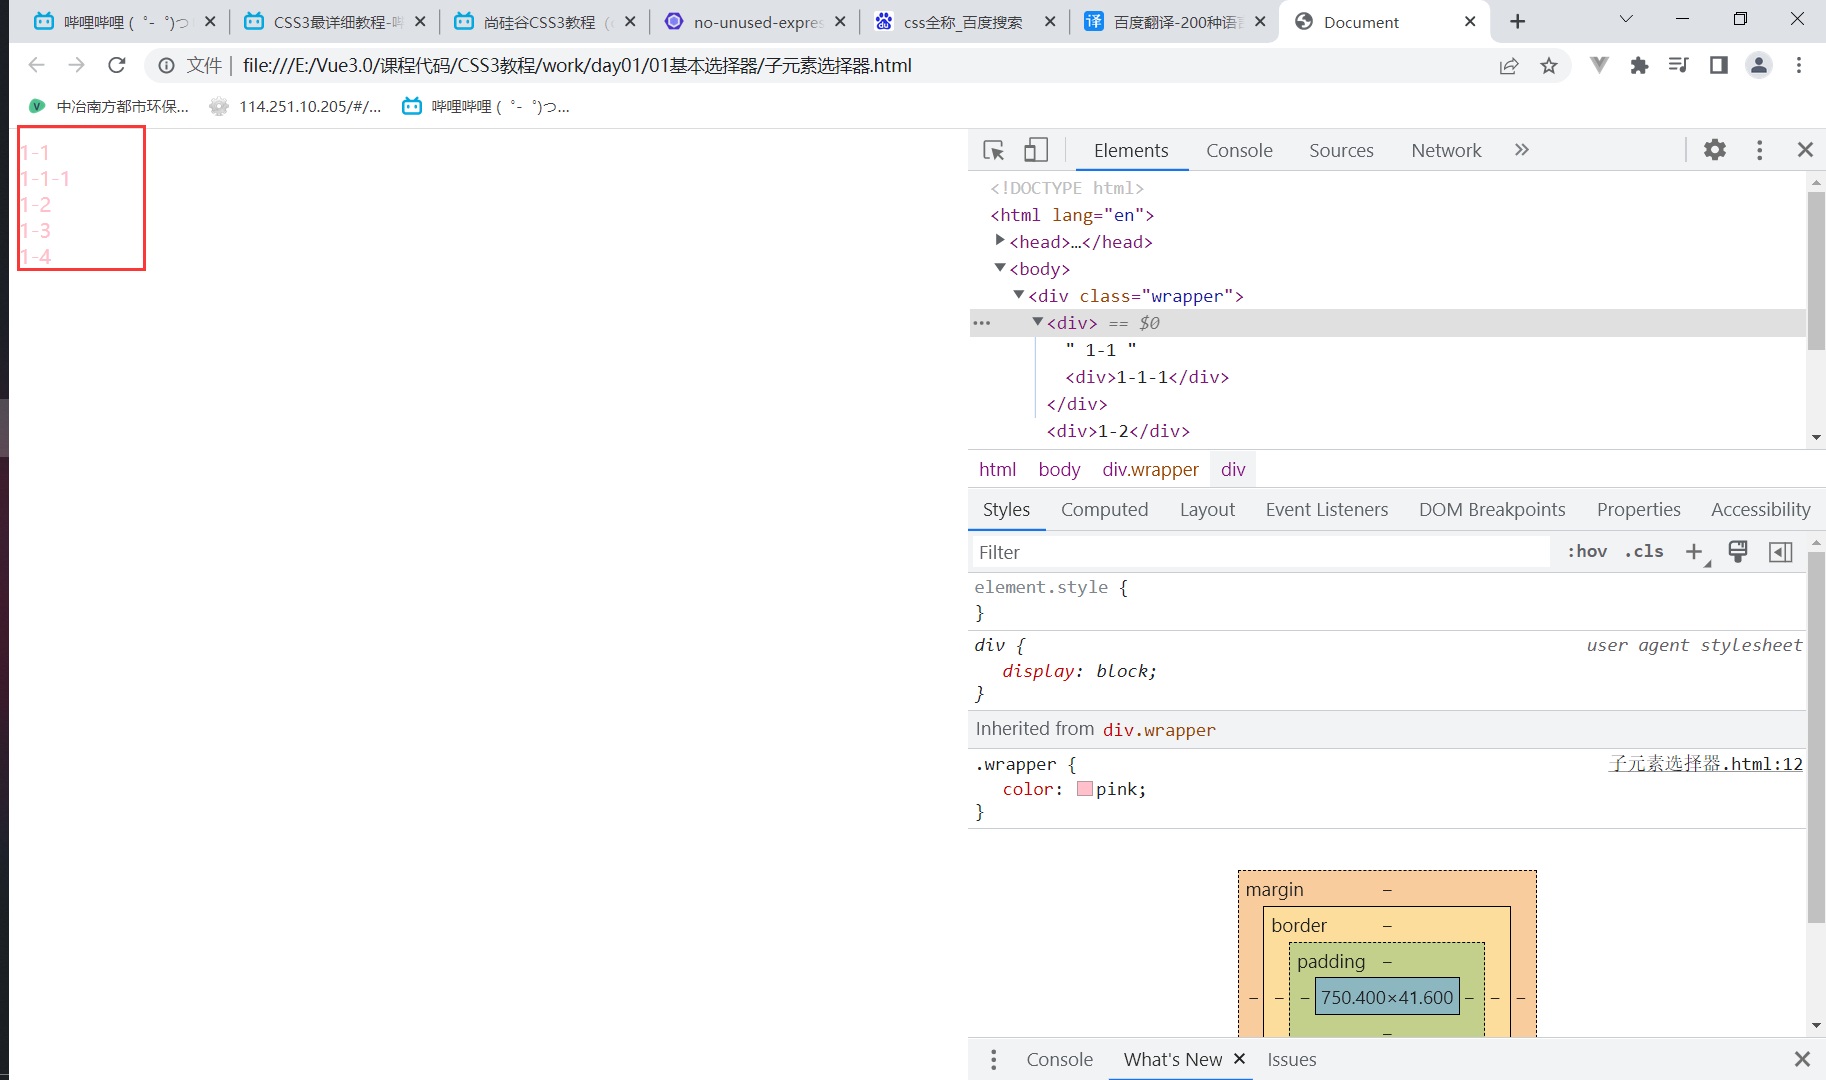 哔哩哔哩 ( ゜- ゜)つ
CSS3最详细教程-哔
尚硅谷CSS3教程
no-unused-expres
css全称_百度搜索
百度翻译-200种语言
Document
文件 | file:///E:/Vue3.0/课程代码/CSS3教程/work/day01/01基本选择器/子元素选择器.html
中冶南方都市环保...
114.251.10.205/#/...
哔哩哔哩 ( ゜- ゜)つ...
1-1
1-1-1
1-2
1-3
1-4
Elements Console Sources Network
<!DOCTYPE html>
<html lang="en">
<head>…</head>
<body>
<div class="wrapper">
<div> == $0
" 1-1 "
<div>1-1-1</div>
</div>
<div>1-2</div>
html body div.wrapper div
Styles Computed Layout Event Listeners DOM Breakpoints Properties Accessibility
Filter :hov .cls
element.style {
}
div { user agent stylesheet
display: block;
}
Inherited from div.wrapper
.wrapper { 子元素选择器.html:12
color: pink;
}
margin –
border –
padding –
– – – 750.400×41.600 – – –
–
Console What's New Issues